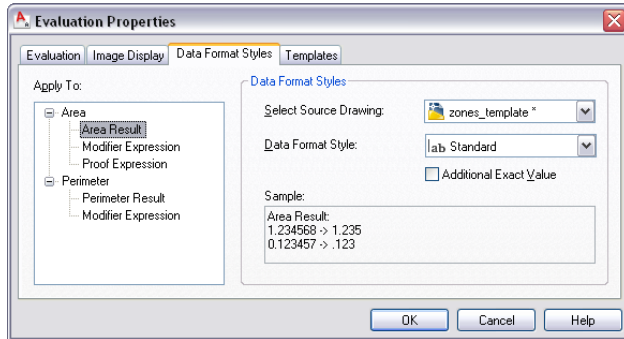 Evaluation Properties
Evaluation
Image Display
Data Format Styles
Templates
Apply To:
Area
Area Result
Modifier Expression
Proof Expression
Perimeter
Perimeter Result
Modifier Expression
Data Format Styles
Select Source Drawing:
zones_template *
Data Format Style:
ab Standard
Additional Exact Value
Sample:
Area Result:
1.234568 -> 1.235
0.123457 -> .123
OK
Cancel
Help